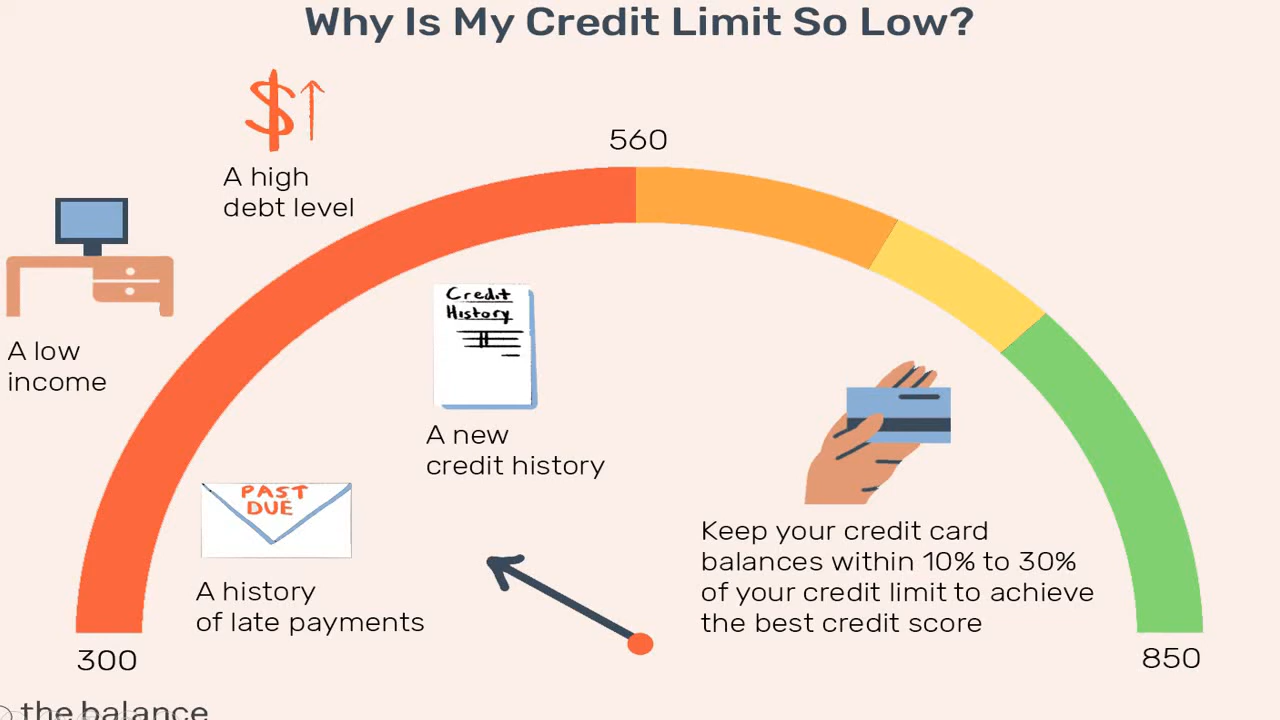 Why Is My Credit Limit So Low?
A high
debt level
560
A low
income
Credit
History
A new
credit history
PAST
DUE
A history
of late payments
Keep your credit card
balances within 10% to 30%
of your credit limit to achieve
the best credit score
300
850
the balance